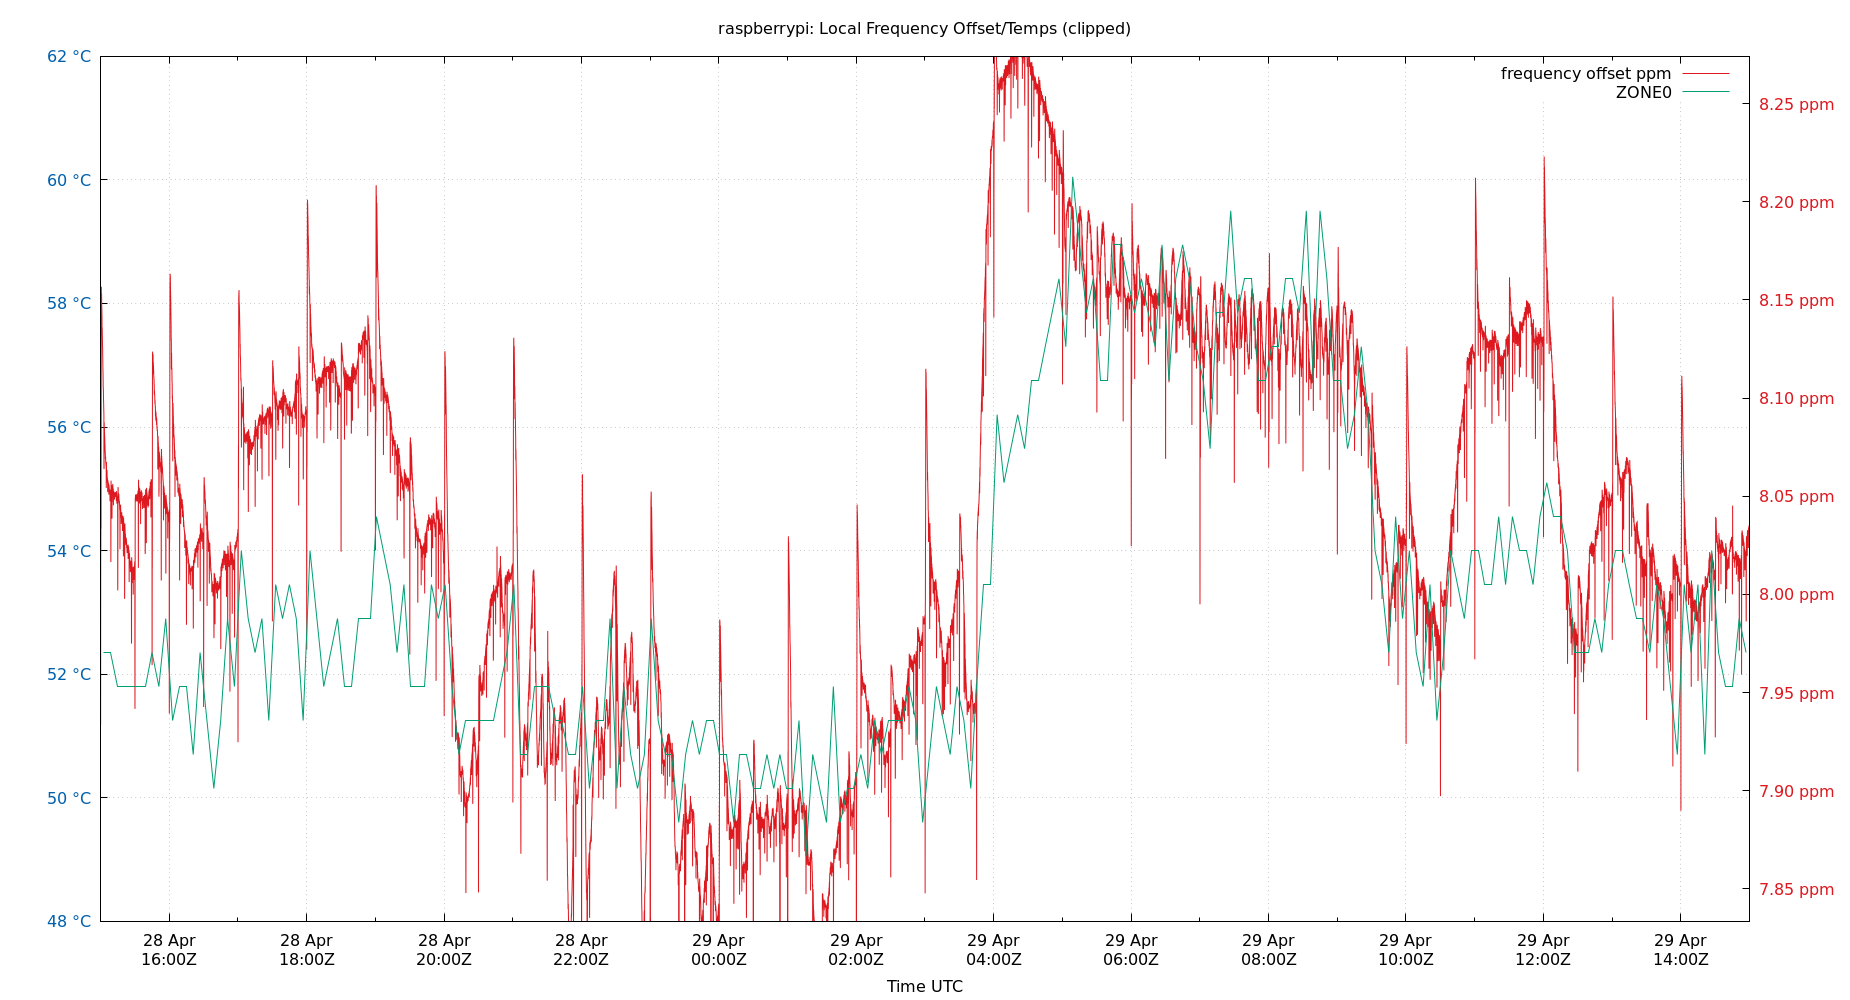 raspberrypi: Local Frequency Offset/Temps (clipped)
frequency offset ppm
ZONE0
62 °C
60 °C
58 °C
56 °C
54 °C
52 °C
50 °C
48 °C
8.25 ppm
8.20 ppm
8.15 ppm
8.10 ppm
8.05 ppm
8.00 ppm
7.95 ppm
7.90 ppm
7.85 ppm
28 Apr
16:00Z
28 Apr
18:00Z
28 Apr
20:00Z
28 Apr
22:00Z
29 Apr
00:00Z
29 Apr
02:00Z
29 Apr
04:00Z
29 Apr
06:00Z
29 Apr
08:00Z
29 Apr
10:00Z
29 Apr
12:00Z
29 Apr
14:00Z
Time UTC